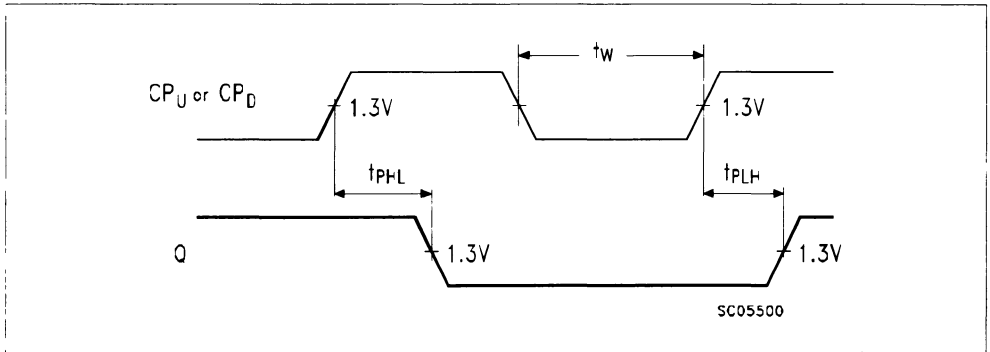 tW
CPU or CPD
1.3V
1.3V
tPHL
tPLH
Q
1.3V
1.3V
SC05500